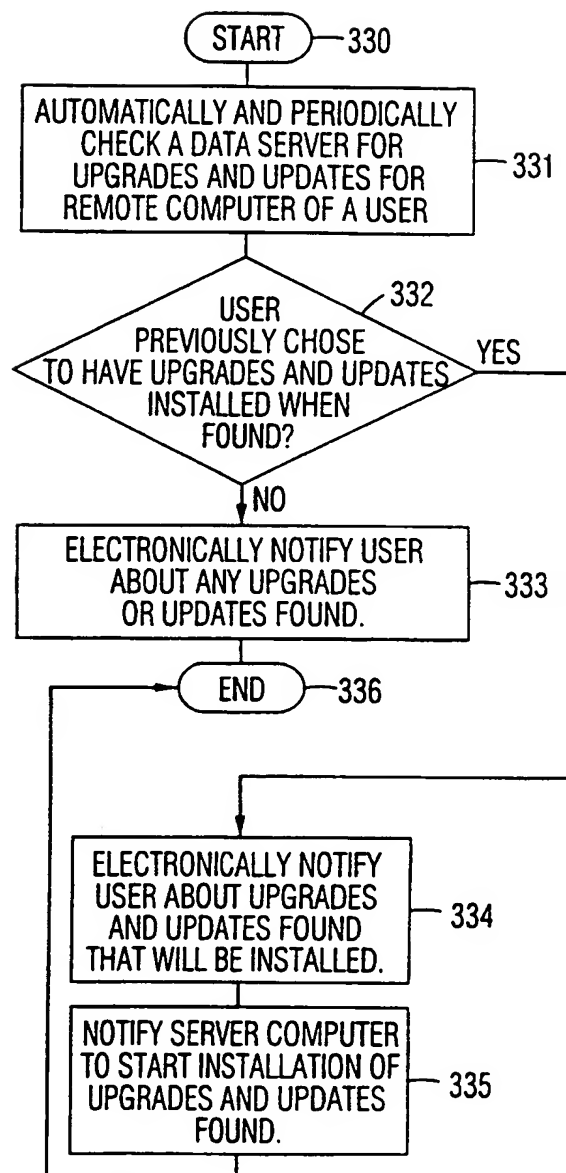 START
330
AUTOMATICALLY AND PERIODICALLY
CHECK A DATA SERVER FOR
UPGRADES AND UPDATES FOR
REMOTE COMPUTER OF A USER
331
332
USER
PREVIOUSLY CHOSE
TO HAVE UPGRADES AND UPDATES
INSTALLED WHEN
FOUND?
YES
NO
ELECTRONICALLY NOTIFY USER
ABOUT ANY UPGRADES
OR UPDATES FOUND.
333
END
336
ELECTRONICALLY NOTIFY
USER ABOUT UPGRADES
AND UPDATES FOUND
THAT WILL BE INSTALLED.
334
NOTIFY SERVER COMPUTER
TO START INSTALLATION OF
UPGRADES AND UPDATES
FOUND.
335